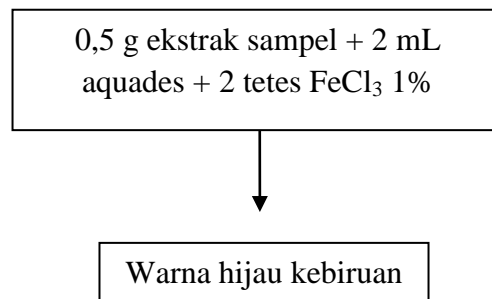 0,5 g ekstrak sampel + 2 mL
aquades + 2 tetes FeCl₃ 1%
Warna hijau kebiruan